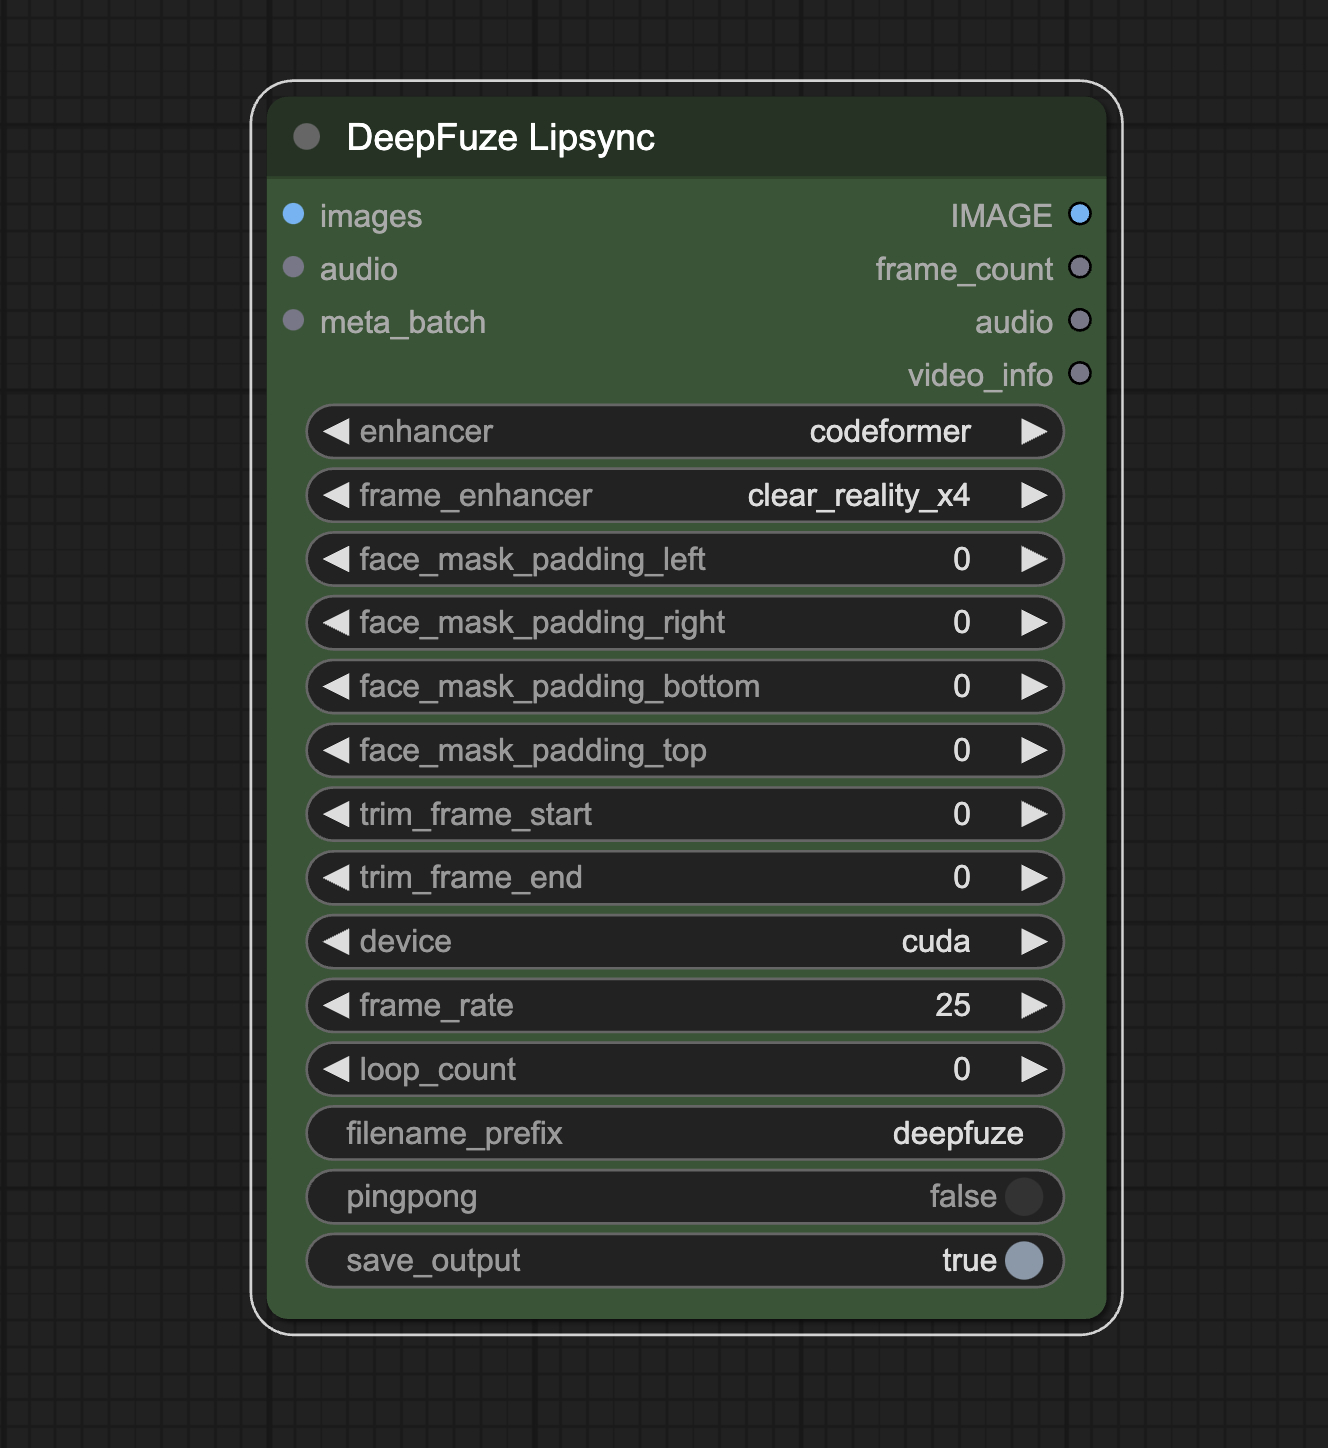 DeepFuze Lipsync
images IMAGE
audio frame_count
meta_batch audio
video_info
enhancer codeformer
frame_enhancer clear_reality_x4
face_mask_padding_left 0
face_mask_padding_right 0
face_mask_padding_bottom 0
face_mask_padding_top 0
trim_frame_start 0
trim_frame_end 0
device cuda
frame_rate 25
loop_count 0
filename_prefix deepfuze
pingpong false
save_output true